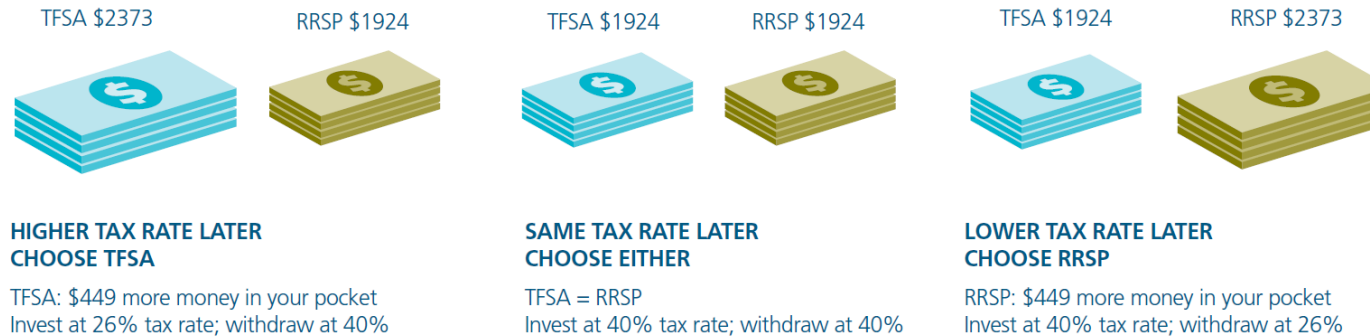 TFSA $2373
RRSP $1924
TFSA $1924
RRSP $1924
TFSA $1924
RRSP $2373
$
$
$
$
$
$
HIGHER TAX RATE LATER
CHOOSE TFSA
TFSA: $449 more money in your pocket
Invest at 26% tax rate; withdraw at 40%
SAME TAX RATE LATER
CHOOSE EITHER
TFSA = RRSP
Invest at 40% tax rate; withdraw at 40%
LOWER TAX RATE LATER
CHOOSE RRSP
RRSP: $449 more money in your pocket
Invest at 40% tax rate; withdraw at 26%